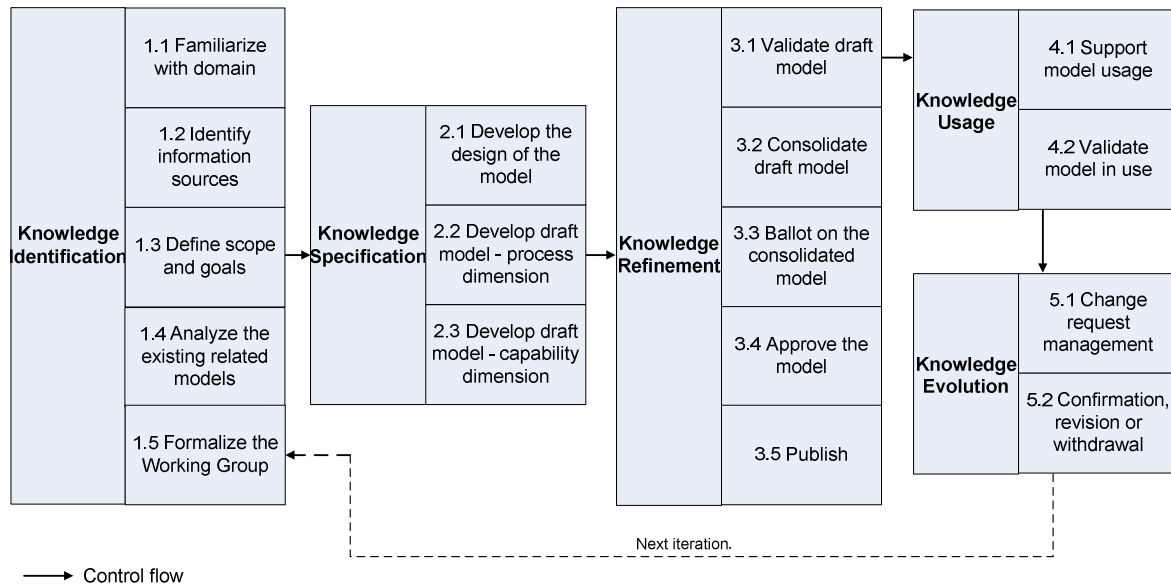 Knowledge
Identification
1.1 Familiarize
with domain
1.2 Identify
information
sources
1.3 Define scope
and goals
1.4 Analyze the
existing related
models
1.5 Formalize the
Working Group
Knowledge
Specification
2.1 Develop the
design of the
model
2.2 Develop draft
model - process
dimension
2.3 Develop draft
model - capability
dimension
Knowledge
Refinement
3.1 Validate draft
model
3.2 Consolidate
draft model
3.3 Ballot on the
consolidated
model
3.4 Approve the
model
3.5 Publish
Knowledge
Usage
4.1 Support
model usage
4.2 Validate
model in use
Knowledge
Evolution
5.1 Change
request
management
5.2 Confirmation,
revision or
withdrawal
Next iteration.
Control flow